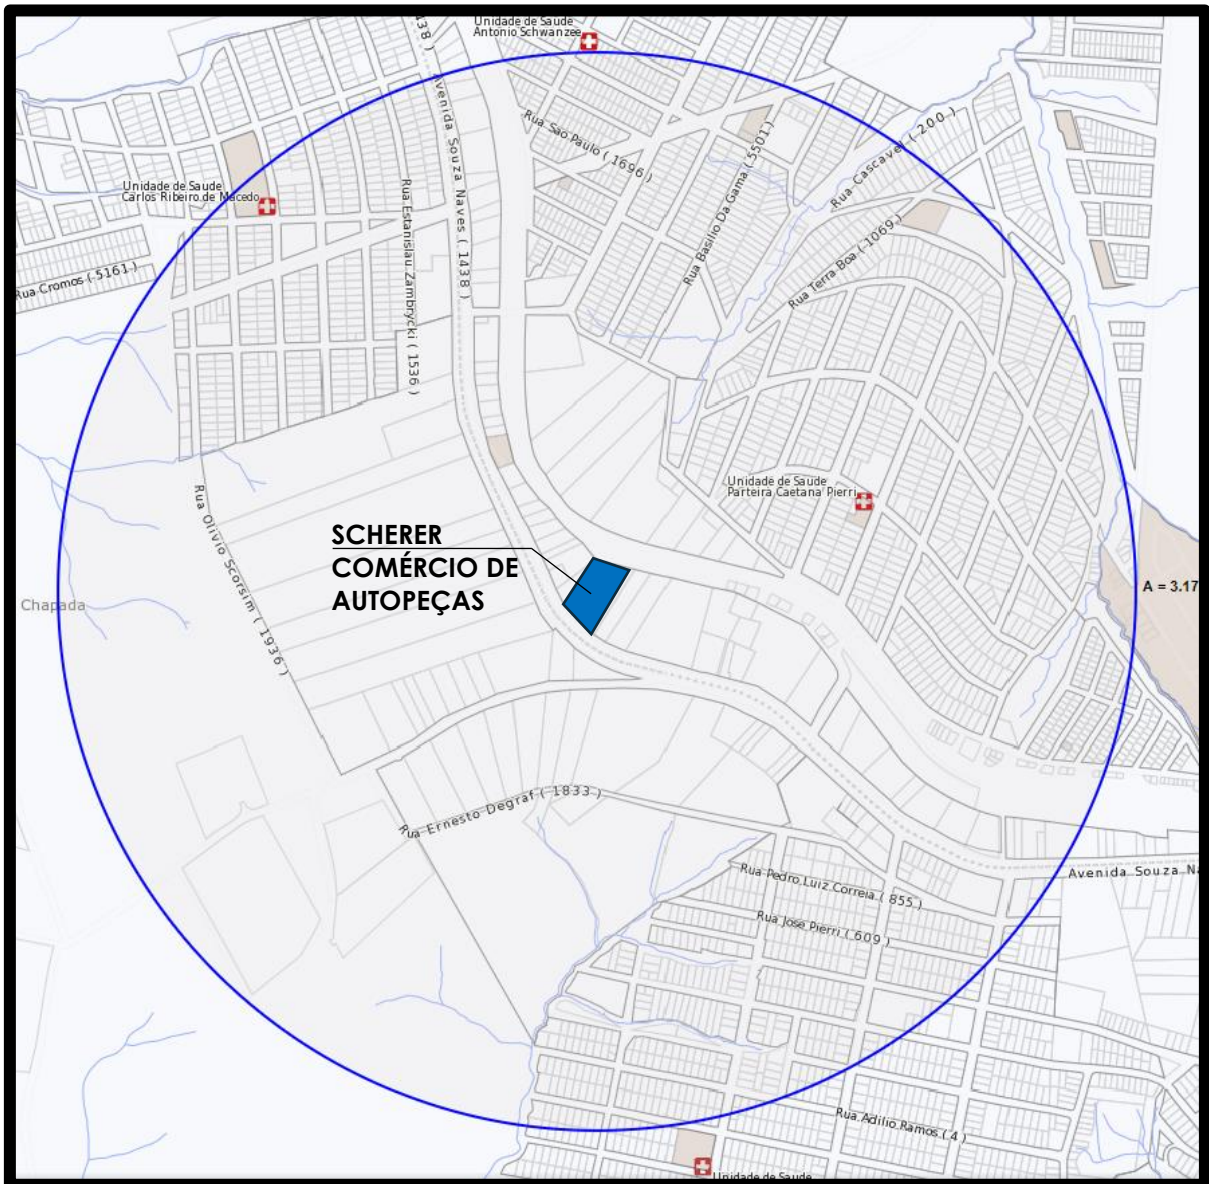 Unidade de Saude
Antonio Schwanzee
438 )
Avenida Souza Naves ( 1438 )
Rua Sao Paulo ( 1696 )
Rua Basilio Da Gama ( 5501)
Rua Cascavel ( 200 )
Unidade de Saude
Carlos Ribeiro de Macedo
Rua Estanislau Zambrycki ( 1536 )
Rua Terra Boa ( 1069 )
Rua Cromos ( 5161 )
Unidade de Saude
Parteira Caetana Pierri
Rua Olivio Scorsim ( 1936 )
SCHERER
COMÉRCIO DE
AUTOPEÇAS
A = 3.17
Chapada
Rua Ernesto Degraf ( 1833 )
Rua Pedro Luiz Correia ( 855 )
Avenida Souza Na
Rua Jose Pierri ( 609 )
Rua Adilio Ramos ( 4 )
Unidade de Saude